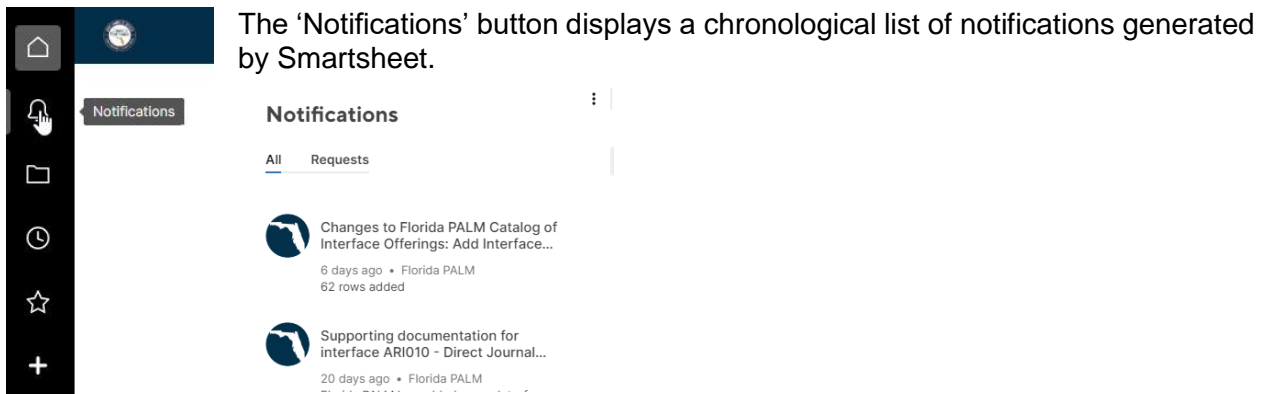 The ‘Notifications’ button displays a chronological list of notifications generated
by Smartsheet.
Notifications
Notifications
All Requests
Changes to Florida PALM Catalog of
Interface Offerings: Add Interface...
6 days ago • Florida PALM
62 rows added
Supporting documentation for
interface ARI010 - Direct Journal...
20 days ago • Florida PALM